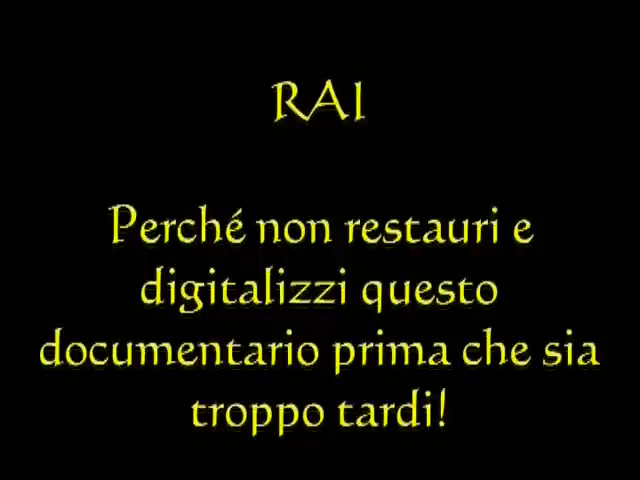 RAI
Perché non restauri e
digitalizzi questo
documentario prima che sia
troppo tardi!